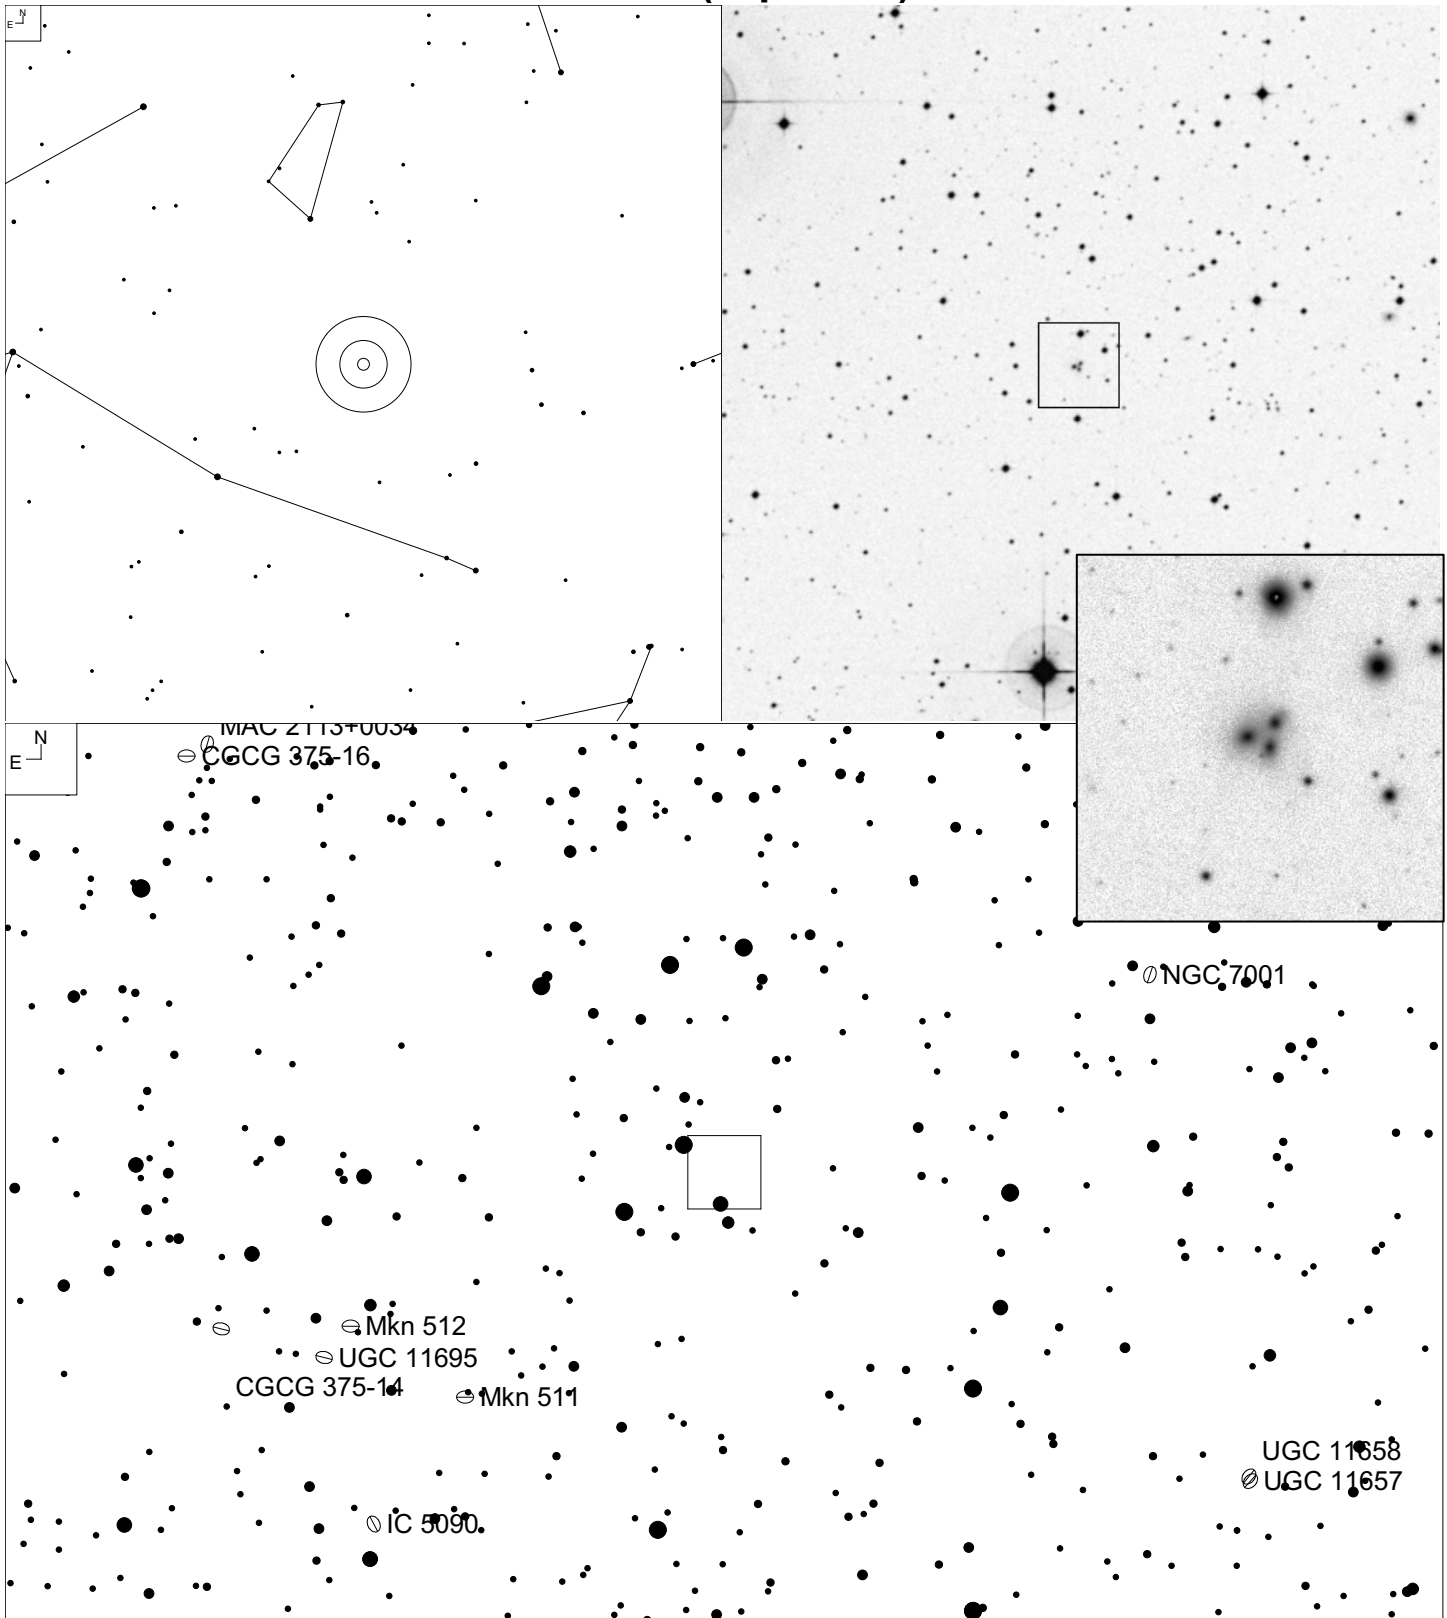 N
E
N
E
MAC 2113+0034
CGCG 375-16
NGC 7001
Mkn 512
UGC 11695
CGCG 375-14
Mkn 511
UGC 11658
UGC 11657
IC 5090